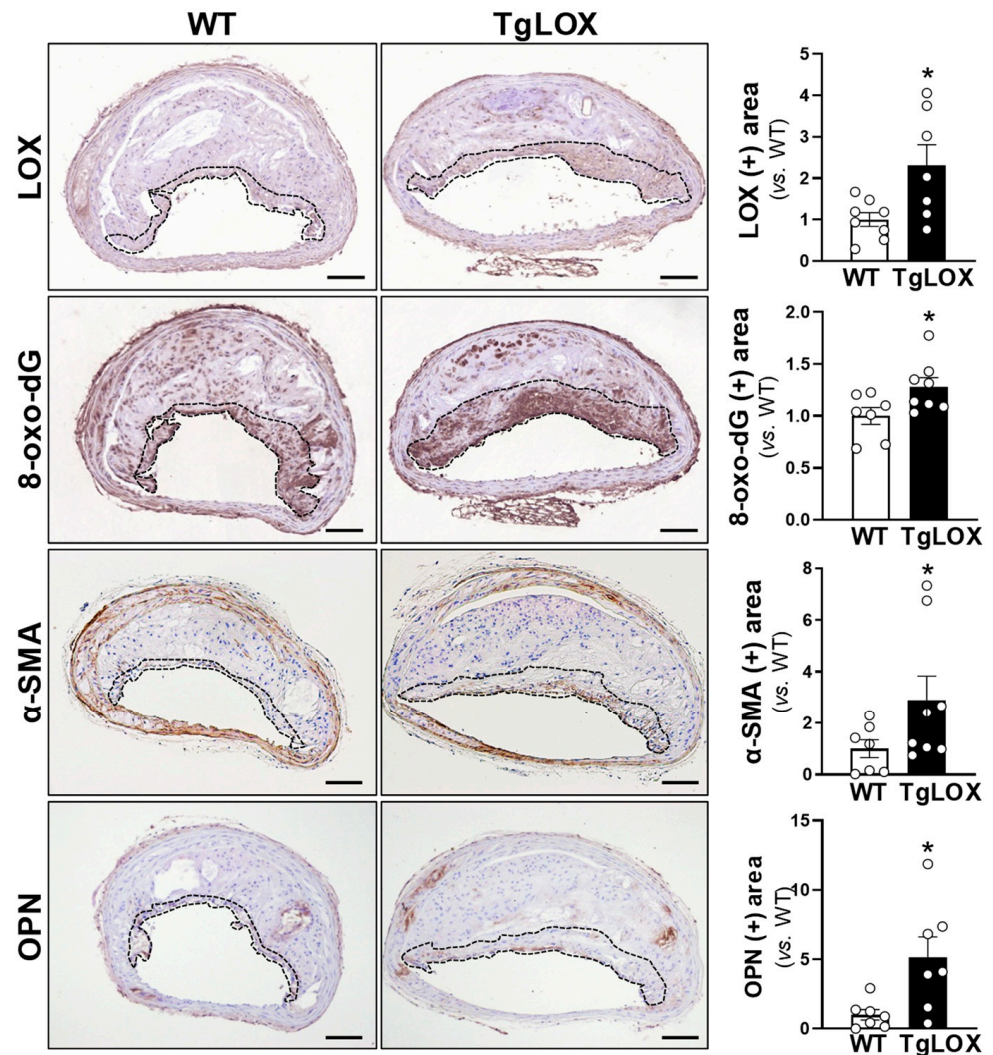 WT
TgLOX
LOX
5
4
3
2
1
0
LOX (+) area
(vs. WT)
*
WT
TgLOX
8-oxo-dG
2.0
1.5
1.0
0.5
0.0
8-oxo-dG (+) area
(vs. WT)
*
WT
TgLOX
α-SMA
8
6
4
2
0
α-SMA (+) area
(vs. WT)
*
WT
TgLOX
OPN
15
10
5
0
OPN (+) area
(vs. WT)
*
WT
TgLOX